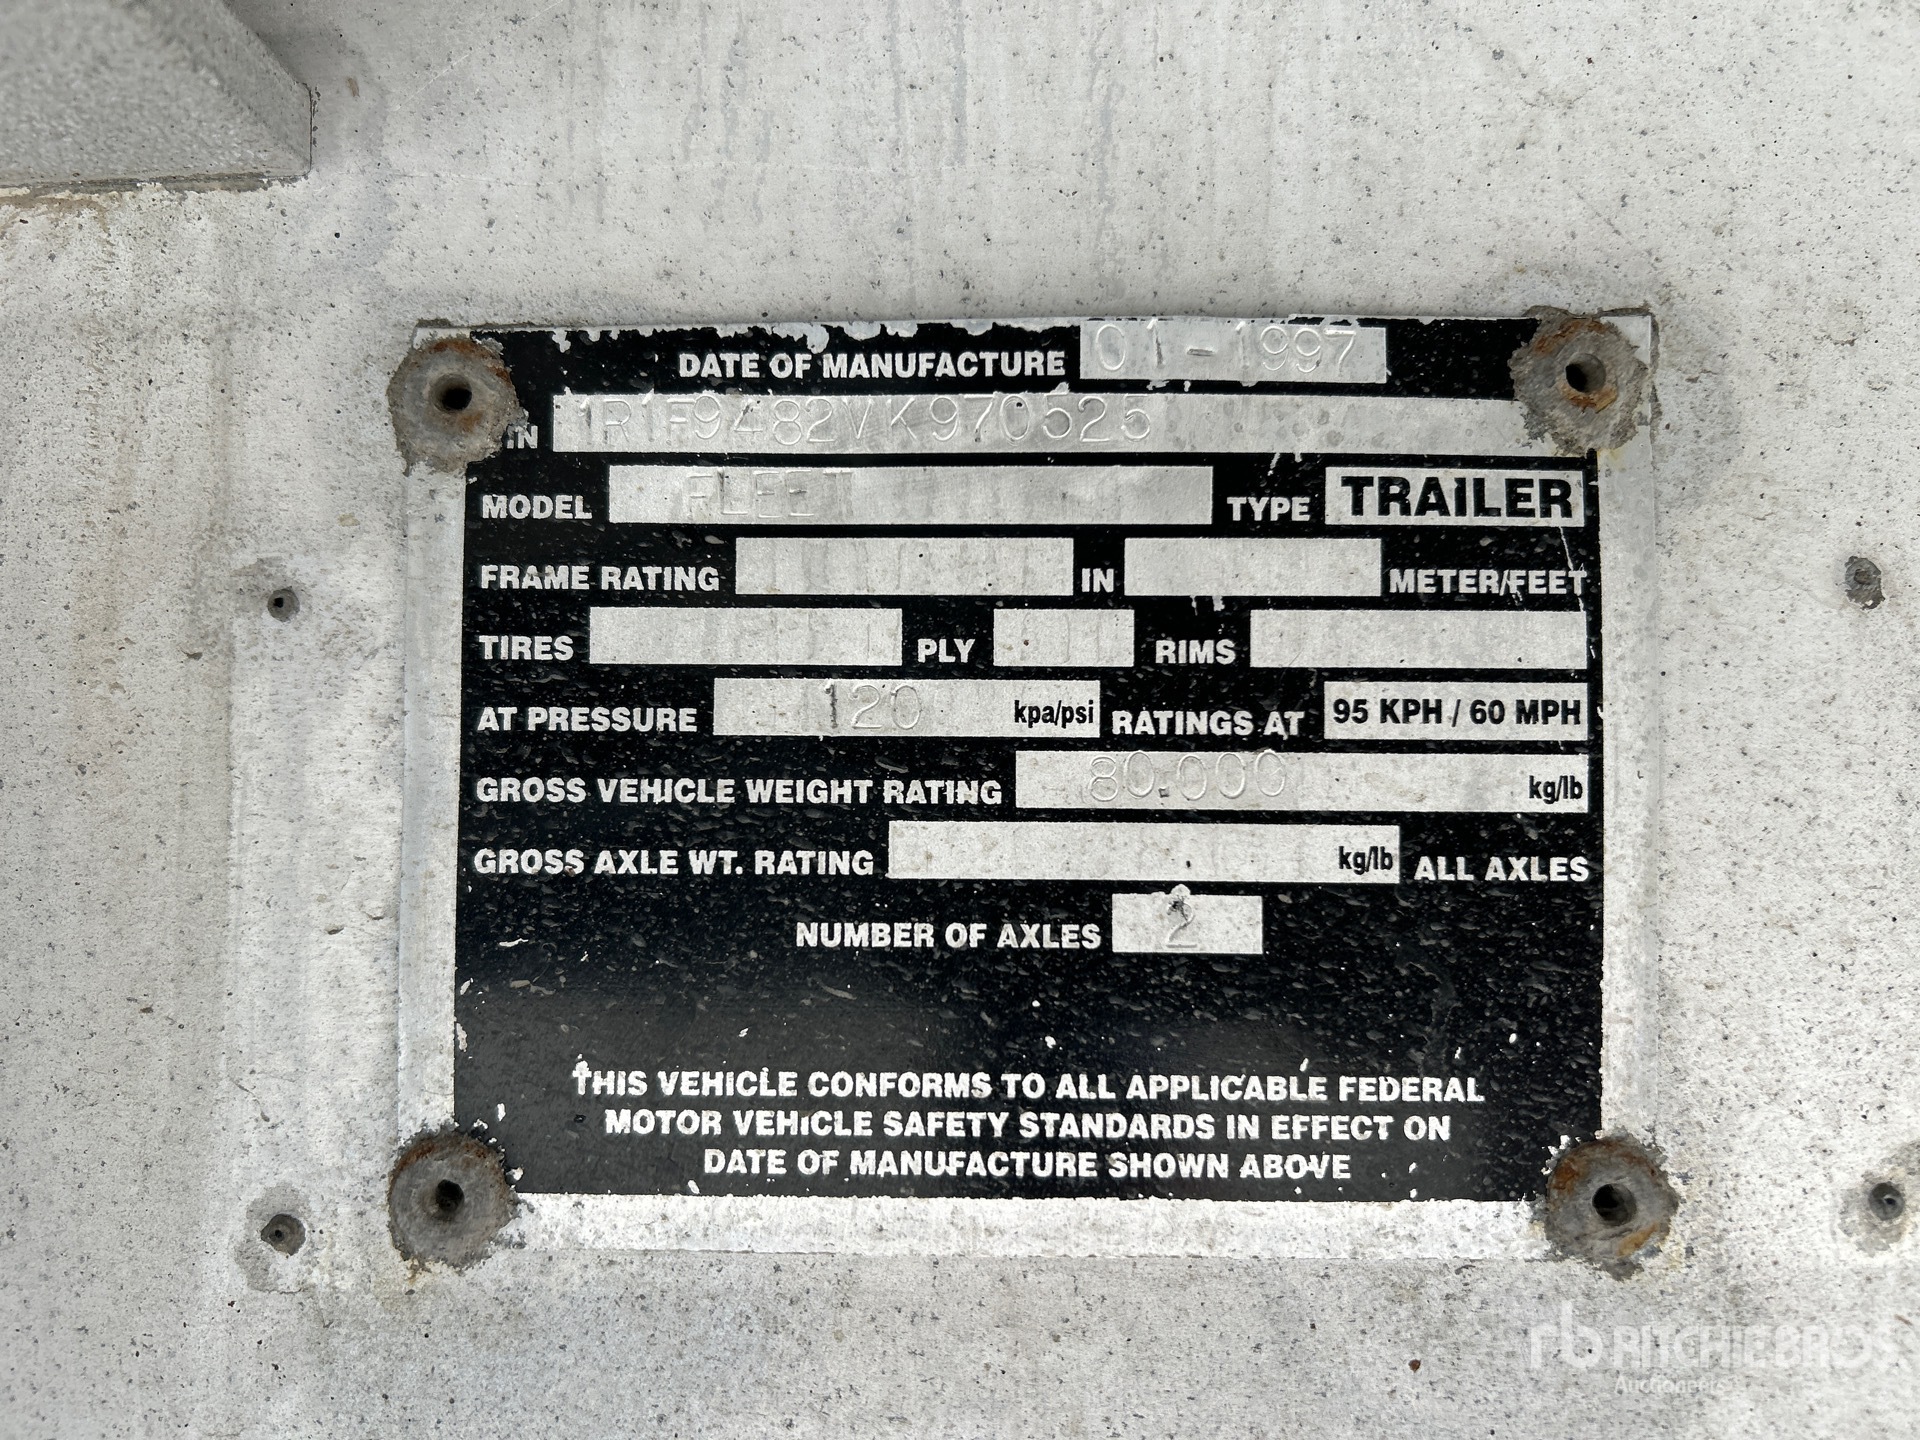 DATE OF MANUFACTURE 01-1997
IN 1R1F9482VK970525
MODEL FLEET TYPE TRAILER
FRAME RATING IN METER/FEET
TIRES PLY RIMS
AT PRESSURE 120 kpa/psi RATINGS AT 95 KPH / 60 MPH
GROSS VEHICLE WEIGHT RATING 80.000 kg/lb
GROSS AXLE WT. RATING kg/lb ALL AXLES
NUMBER OF AXLES 2
THIS VEHICLE CONFORMS TO ALL APPLICABLE FEDERAL
MOTOR VEHICLE SAFETY STANDARDS IN EFFECT ON
DATE OF MANUFACTURE SHOWN ABOVE
rb RITCHIEBROS
Auctioneers